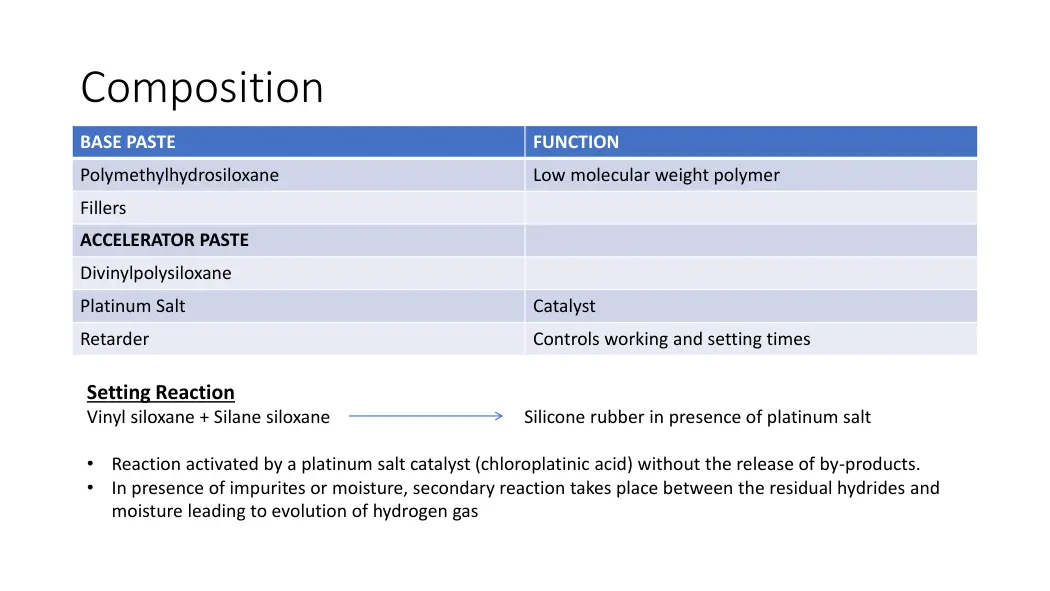 Composition
BASE PASTE FUNCTION
Polymethylhydrosiloxane Low molecular weight polymer
Fillers
ACCELERATOR PASTE
Divinylpolysiloxane
Platinum Salt Catalyst
Retarder Controls working and setting times
Setting Reaction
Vinyl siloxane + Silane siloxane Silicone rubber in presence of platinum salt
• Reaction activated by a platinum salt catalyst (chloroplatinic acid) without the release of by-products.
• In presence of impurites or moisture, secondary reaction takes place between the residual hydrides and
moisture leading to evolution of hydrogen gas